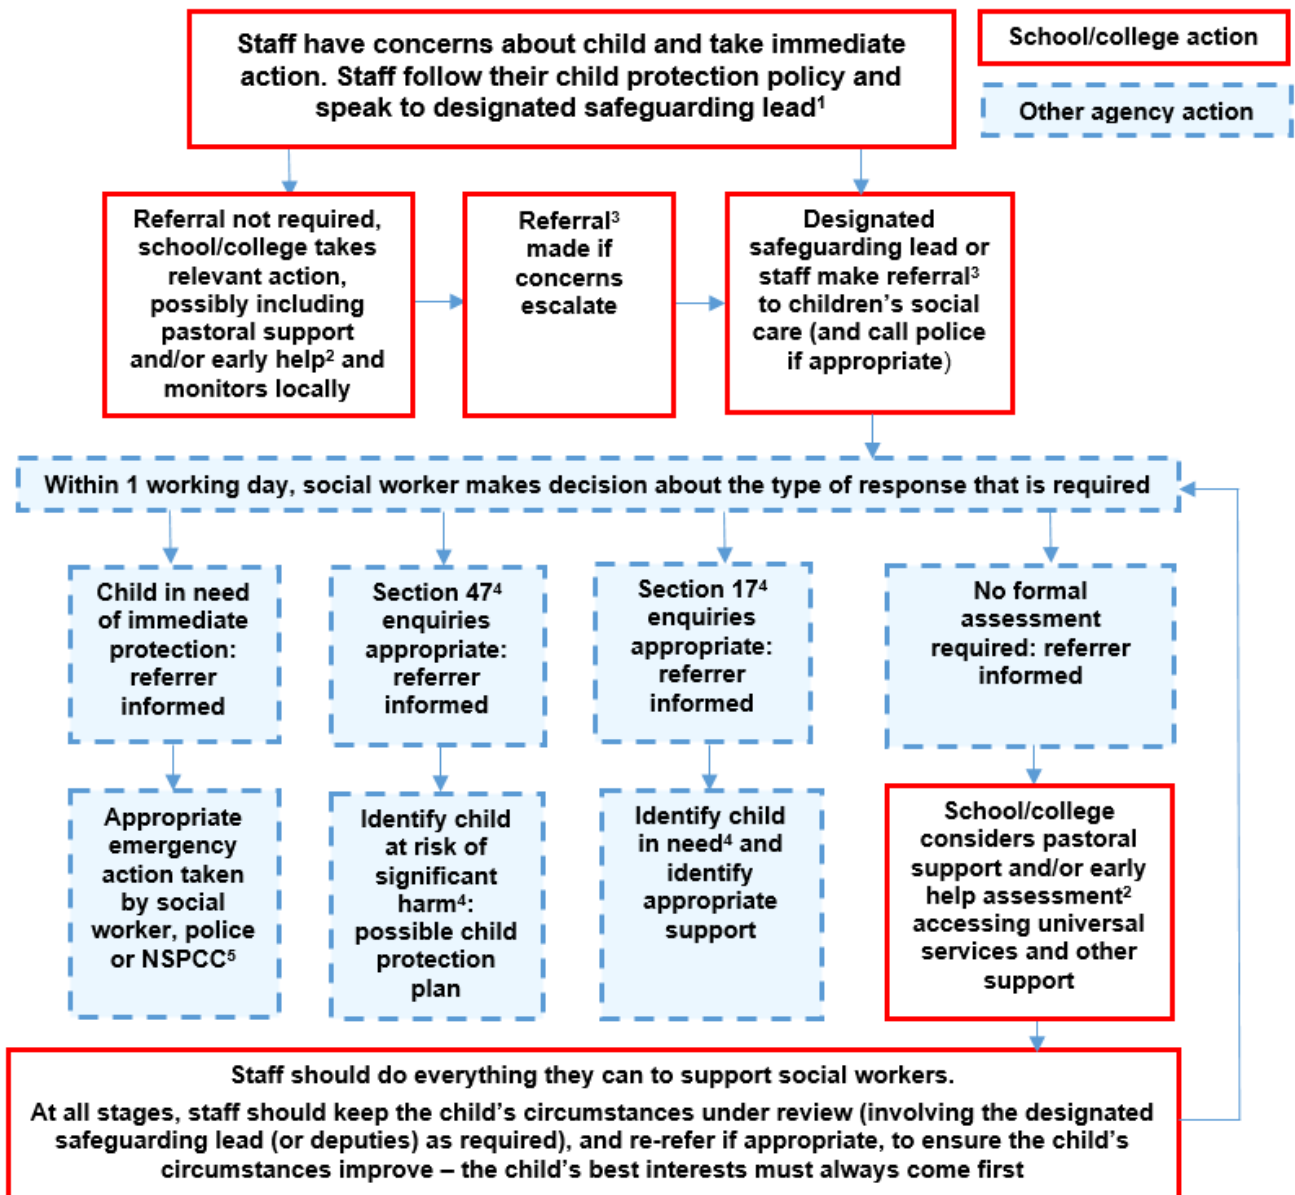 Staff have concerns about child and take immediate
action. Staff follow their child protection policy and
speak to designated safeguarding lead¹
School/college action
Other agency action
Referral not required,
school/college takes
relevant action,
possibly including
pastoral support
and/or early help² and
monitors locally
Referral³
made if
concerns
escalate
Designated
safeguarding lead or
staff make referral³
to children’s social
care (and call police
if appropriate)
Within 1 working day, social worker makes decision about the type of response that is required
Child in need
of immediate
protection:
referrer
informed
Section 47⁴
enquiries
appropriate:
referrer
informed
Section 17⁴
enquiries
appropriate:
referrer
informed
No formal
assessment
required: referrer
informed
Appropriate
emergency
action taken
by social
worker, police
or NSPCC⁵
Identify child
at risk of
significant
harm⁴:
possible child
protection
plan
Identify child
in need⁴ and
identify
appropriate
support
School/college
considers pastoral
support and/or early
help assessment²
accessing universal
services and other
support
Staff should do everything they can to support social workers.
At all stages, staff should keep the child’s circumstances under review (involving the designated
safeguarding lead (or deputies) as required), and re-refer if appropriate, to ensure the child’s
circumstances improve – the child’s best interests must always come first